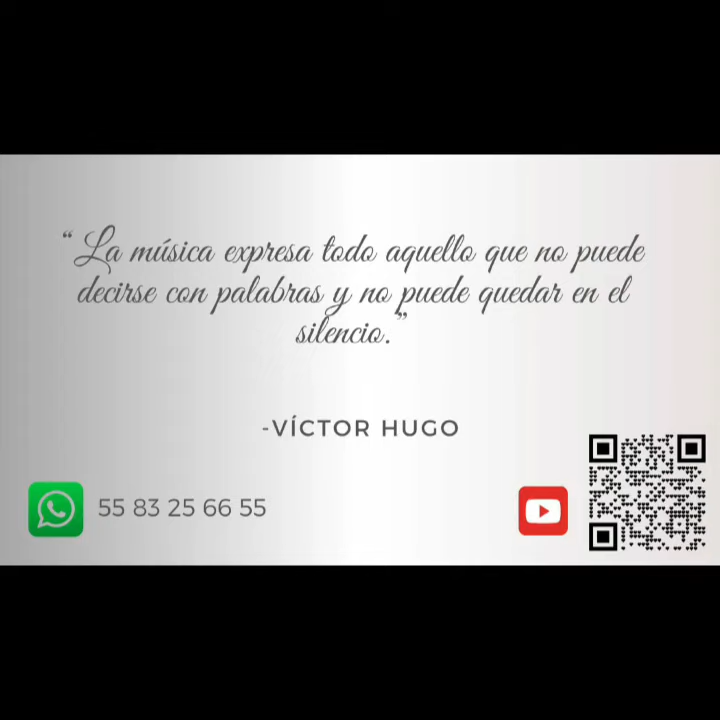 “La música expresa todo aquello que no puede
decirse con palabras y no puede quedar en el
silencio.”
-VÍCTOR HUGO
55 83 25 66 55